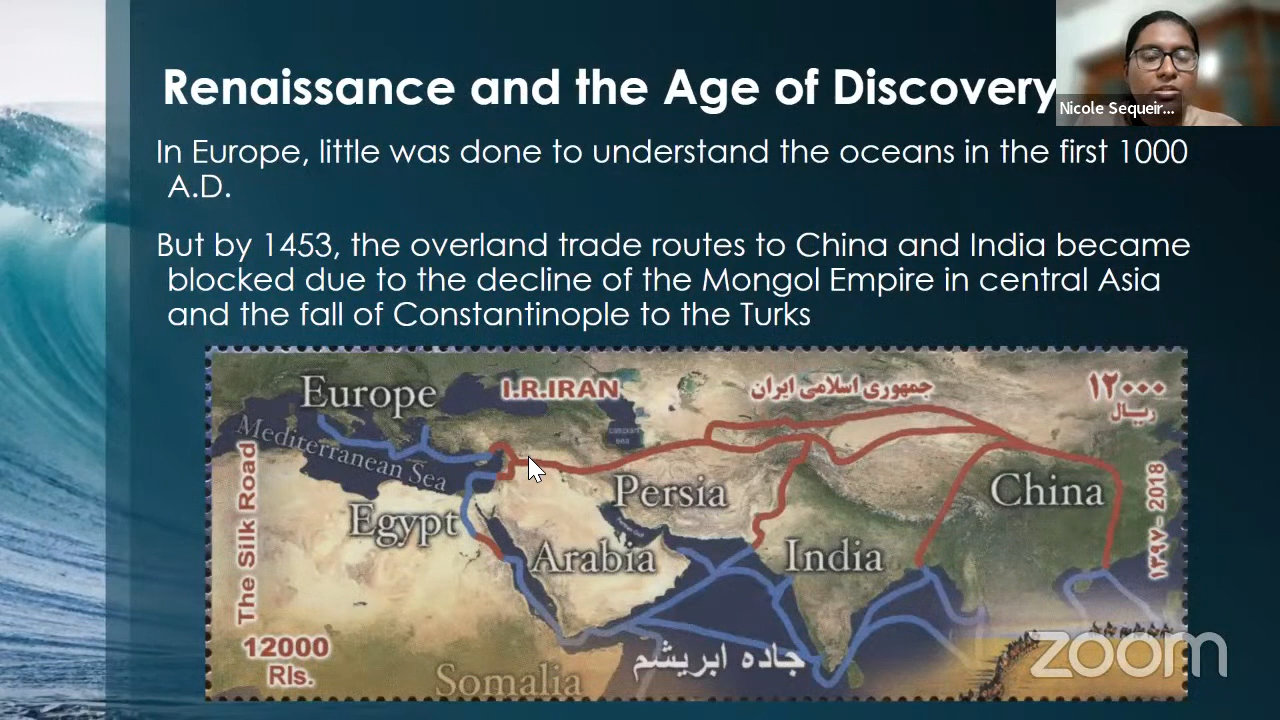 Renaissance and the Age of Discovery
Nicole Sequeir...
In Europe, little was done to understand the oceans in the first 1000
A.D.
But by 1453, the overland trade routes to China and India became
blocked due to the decline of the Mongol Empire in central Asia
and the fall of Constantinople to the Turks
Europe
I.R.IRAN
جمهوری اسلامی ایران
۱۲۰۰۰
ریال
Mediterranean Sea
The Silk Road
Persia
China
۱۳۹۷-2018
Egypt
Arabia
India
12000
Rls.
جاده ابریشم
Somalia
zoom